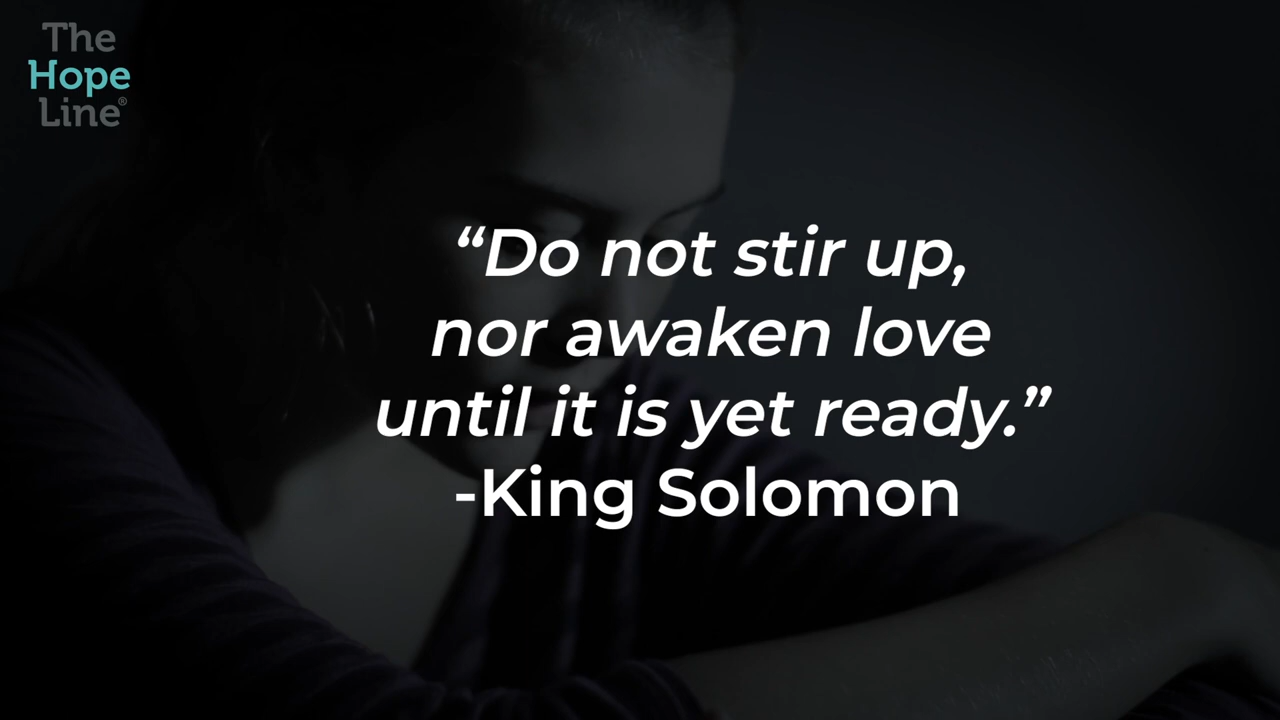 The
Hope
Line®
“Do not stir up,
nor awaken love
until it is yet ready.”
-King Solomon